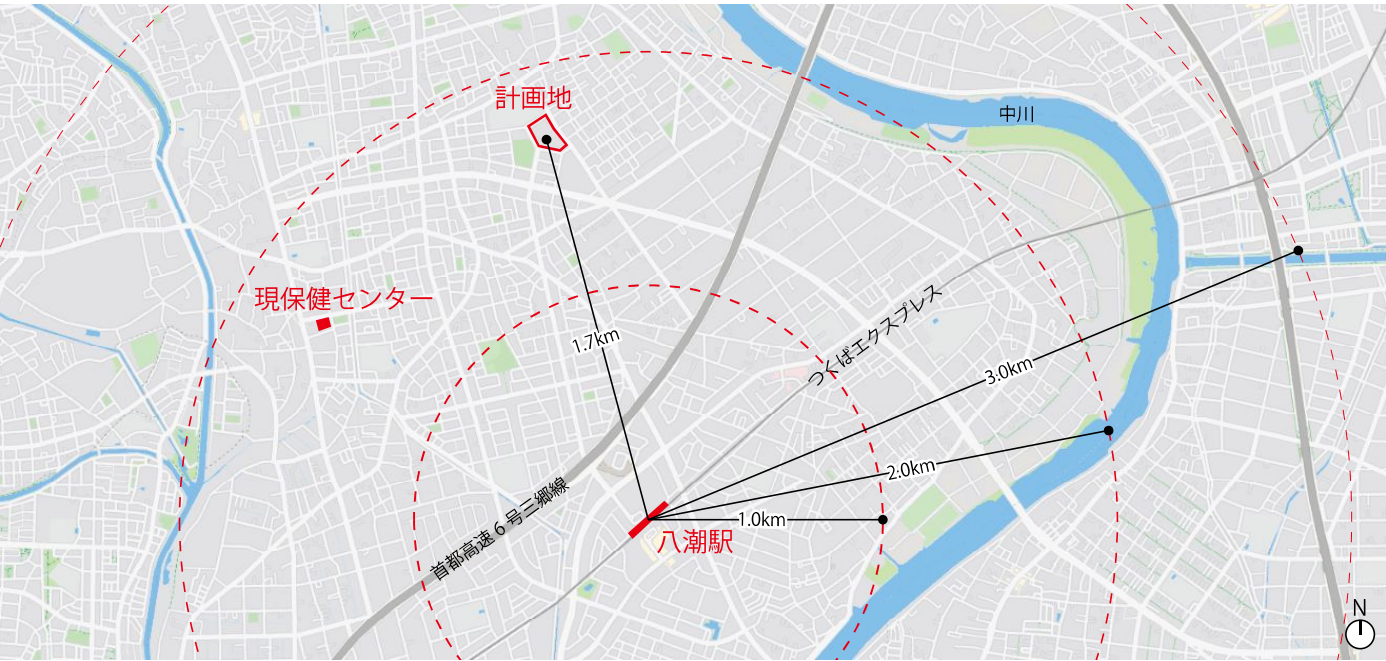 計画地
中川
現保健センター
1.7km
つくばエクスプレス
3.0km
2.0km
首都高速６号三郷線
1.0km
八潮駅
N